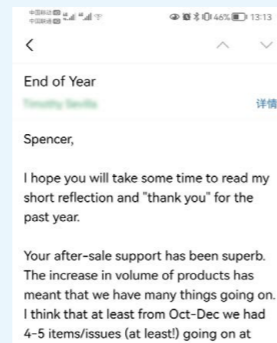 46% 13:13
End of Year
详情
Spencer,
I hope you will take some time to read my
short reflection and "thank you" for the
past year.
Your after-sale support has been superb.
The increase in volume of products has
meant that we have many things going on.
I think that at least from Oct-Dec we had
4-5 items/issues (at least!) going on at